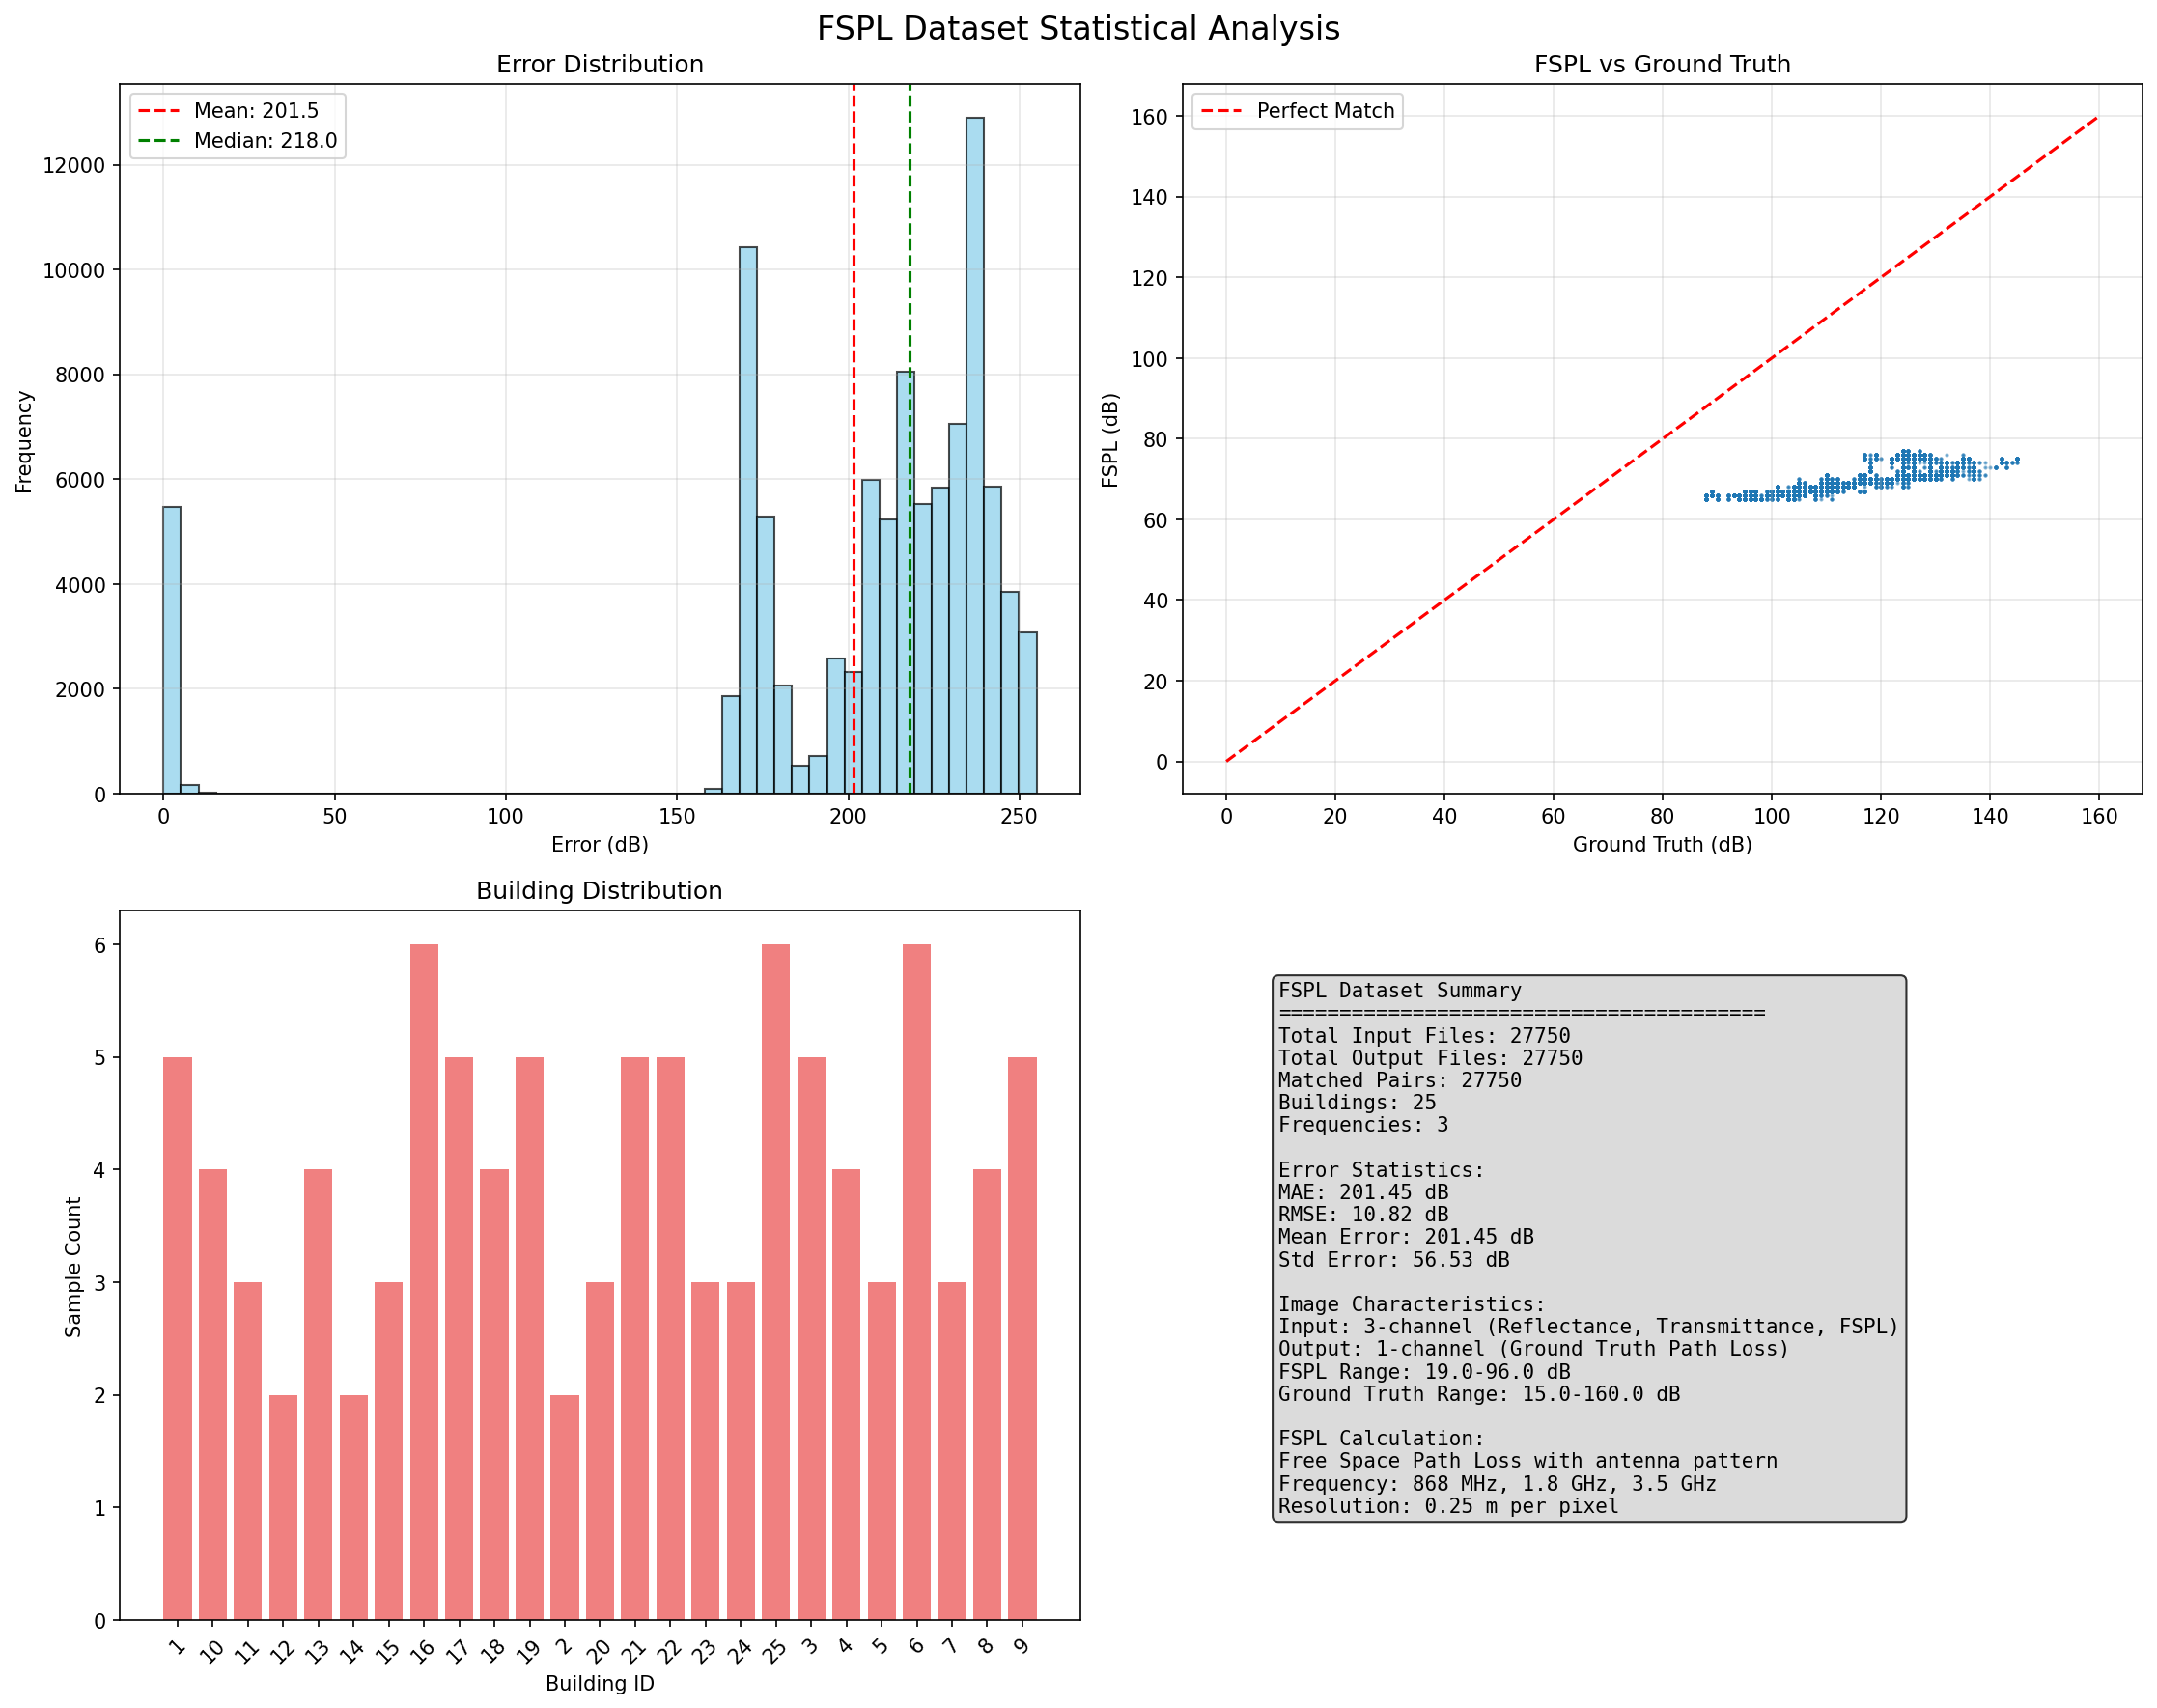 FSPL Dataset Statistical Analysis
Error Distribution
Mean: 201.5
Median: 218.0
12000
10000
8000
6000
4000
2000
0
Frequency
0 50 100 150 200 250
Error (dB)
FSPL vs Ground Truth
Perfect Match
160
140
120
100
80
60
40
20
0
FSPL (dB)
0 20 40 60 80 100 120 140 160
Ground Truth (dB)
Building Distribution
6
5
4
3
2
1
0
Sample Count
1 10 11 12 13 14 15 16 17 18 19 2 20 21 22 23 24 25 3 4 5 6 7 8 9
Building ID
FSPL Dataset Summary
========================================
Total Input Files: 27750
Total Output Files: 27750
Matched Pairs: 27750
Buildings: 25
Frequencies: 3
Error Statistics:
MAE: 201.45 dB
RMSE: 10.82 dB
Mean Error: 201.45 dB
Std Error: 56.53 dB
Image Characteristics:
Input: 3-channel (Reflectance, Transmittance, FSPL)
Output: 1-channel (Ground Truth Path Loss)
FSPL Range: 19.0-96.0 dB
Ground Truth Range: 15.0-160.0 dB
FSPL Calculation:
Free Space Path Loss with antenna pattern
Frequency: 868 MHz, 1.8 GHz, 3.5 GHz
Resolution: 0.25 m per pixel